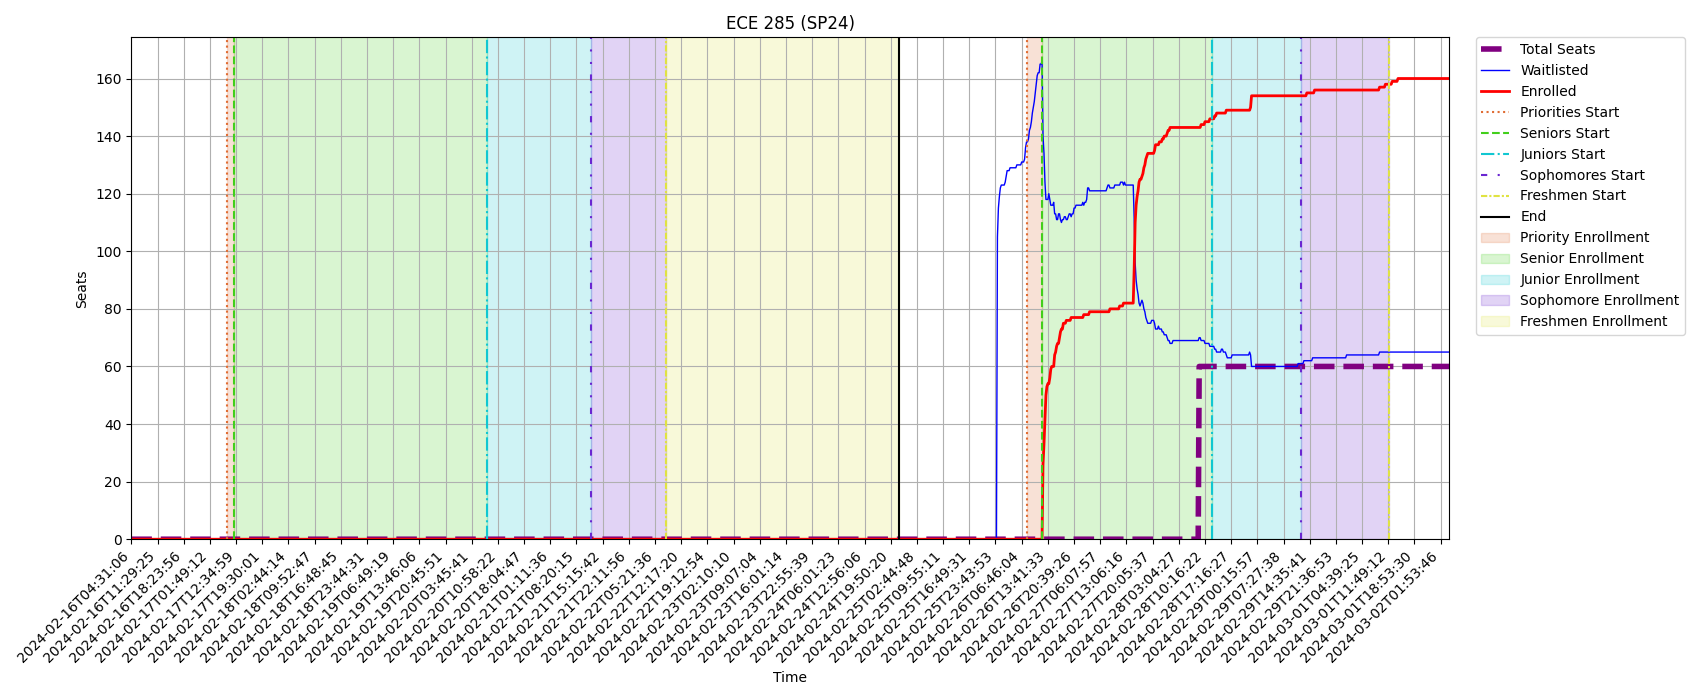 ECE 285 (SP24)
Seats
160
140
120
100
80
60
40
20
0
2024-02-16T04:31:06
2024-02-16T11:29:25
2024-02-16T18:23:56
2024-02-17T01:49:12
2024-02-17T12:34:59
2024-02-17T19:30:01
2024-02-18T02:44:14
2024-02-18T09:52:47
2024-02-18T16:48:45
2024-02-18T23:44:31
2024-02-19T06:49:19
2024-02-19T13:46:06
2024-02-19T20:45:51
2024-02-20T03:45:41
2024-02-20T10:58:22
2024-02-20T18:04:47
2024-02-21T01:11:36
2024-02-21T08:20:15
2024-02-21T15:15:42
2024-02-21T22:11:56
2024-02-22T05:21:36
2024-02-22T12:17:20
2024-02-22T19:12:54
2024-02-23T02:10:10
2024-02-23T09:07:04
2024-02-23T16:01:14
2024-02-23T22:55:39
2024-02-24T06:01:23
2024-02-24T12:56:06
2024-02-24T19:50:20
2024-02-25T02:44:48
2024-02-25T09:55:11
2024-02-25T16:49:31
2024-02-25T23:43:53
2024-02-26T06:46:04
2024-02-26T13:41:33
2024-02-26T20:39:26
2024-02-27T06:07:57
2024-02-27T13:06:16
2024-02-27T20:05:37
2024-02-28T03:04:27
2024-02-28T10:16:22
2024-02-28T17:16:27
2024-02-29T00:15:57
2024-02-29T07:27:38
2024-02-29T14:35:41
2024-02-29T21:36:53
2024-03-01T04:39:25
2024-03-01T11:49:12
2024-03-01T18:53:30
2024-03-02T01:53:46
Time
Total Seats
Waitlisted
Enrolled
Priorities Start
Seniors Start
Juniors Start
Sophomores Start
Freshmen Start
End
Priority Enrollment
Senior Enrollment
Junior Enrollment
Sophomore Enrollment
Freshmen Enrollment